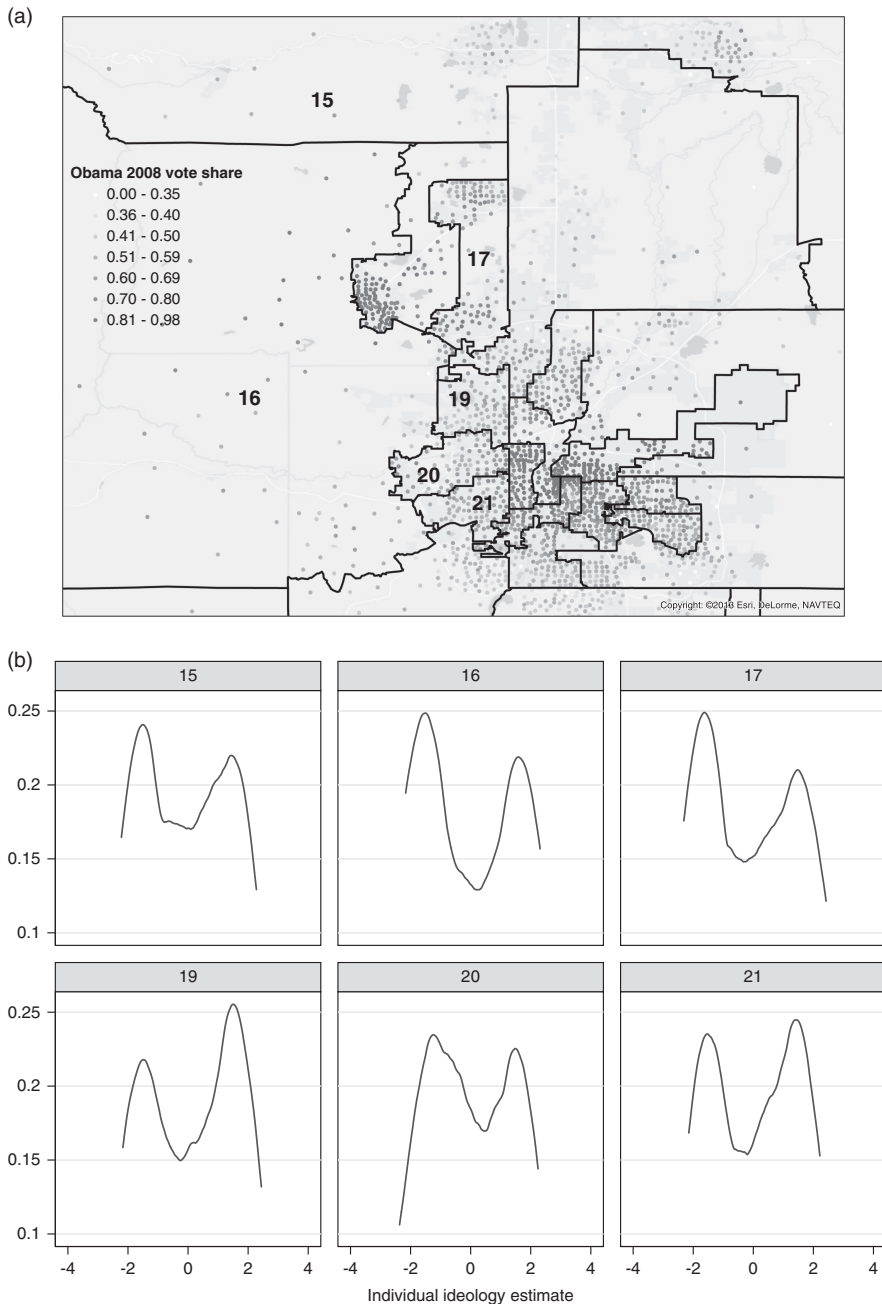 (a)
15
Obama 2008 vote share
0.00 - 0.35
36 - 0.40
0.41 - 0.50
0.51 - 0.59
0.60 - 0.69
0.70 - 0.80
0.81 - 0.98
17
16
19
20
21
Copyright: ©2013 Esri, DeLorme, NAVTEQ
(b)
15 16 17
0.25
0.2
0.15
0.1
19 20 21
0.25
0.2
0.15
0.1
-4 -2 0 2 4 -4 -2 0 2 4 -4 -2 0 2 4
Individual ideology estimate